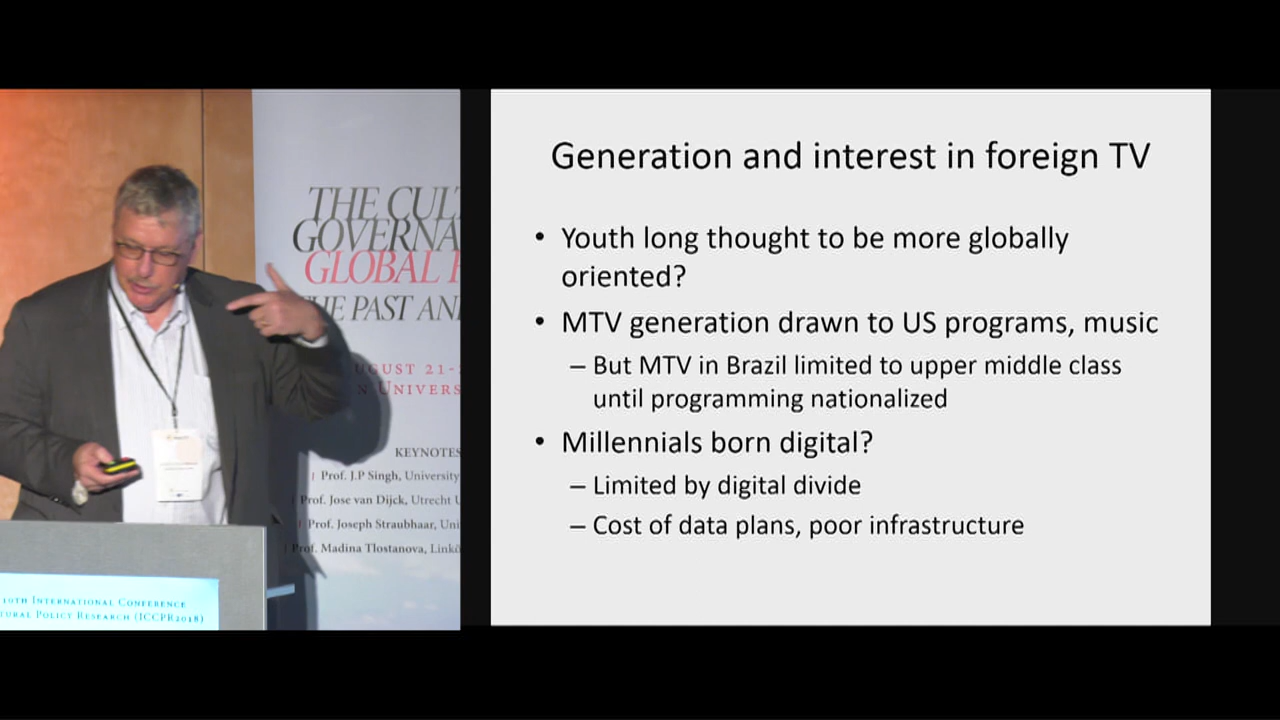 THE CUL
GOVERNA
GLOBAL
THE PAST AN
UGUST 21-
N UNIVERS
KEYNOTES
Prof. J.P Singh, University
Prof. Jose van Dijck, Utrecht U
Prof. Joseph Straubhaar, Uni
Prof. Madina Tlostanova, Linkö
10TH INTERNATIONAL CONFERENCE
TURAL POLICY RESEARCH (ICCPR2018)
Generation and interest in foreign TV
• Youth long thought to be more globally
oriented?
• MTV generation drawn to US programs, music
– But MTV in Brazil limited to upper middle class
until programming nationalized
• Millennials born digital?
– Limited by digital divide
– Cost of data plans, poor infrastructure